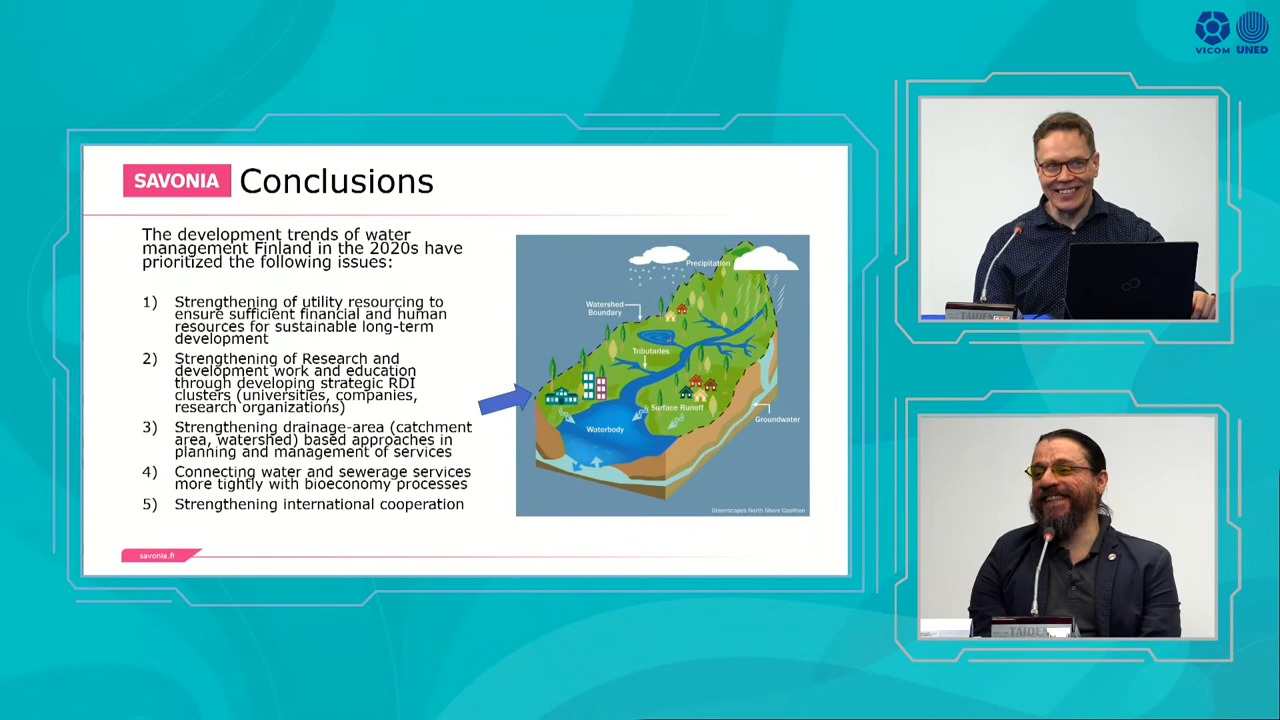 VICOM UNED
SAVONIA Conclusions
The development trends of water
management Finland in the 2020s have
prioritized the following issues:
1) Strengthening of utility resourcing to
ensure sufficient financial and human
resources for sustainable long-term
development
2) Strengthening of Research and
development work and education
through developing strategic RDI
clusters (universities, companies,
research organizations)
3) Strengthening drainage-area (catchment
area, watershed) based approaches in
planning and management of services
4) Connecting water and sewerage services
more tightly with bioeconomy processes
5) Strengthening international cooperation
Precipitation
Watershed
Boundary
Tributaries
Surface Runoff
Groundwater
Waterbody
Greenscapes North Shore Coalition
savonia.fi
TAIDEN
TAIDEN